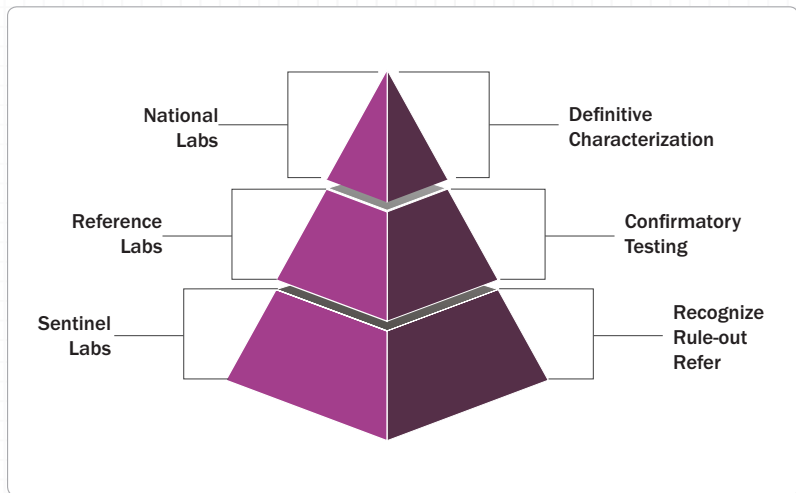 National
Labs
Definitive
Characterization
Reference
Labs
Confirmatory
Testing
Sentinel
Labs
Recognize
Rule-out
Refer